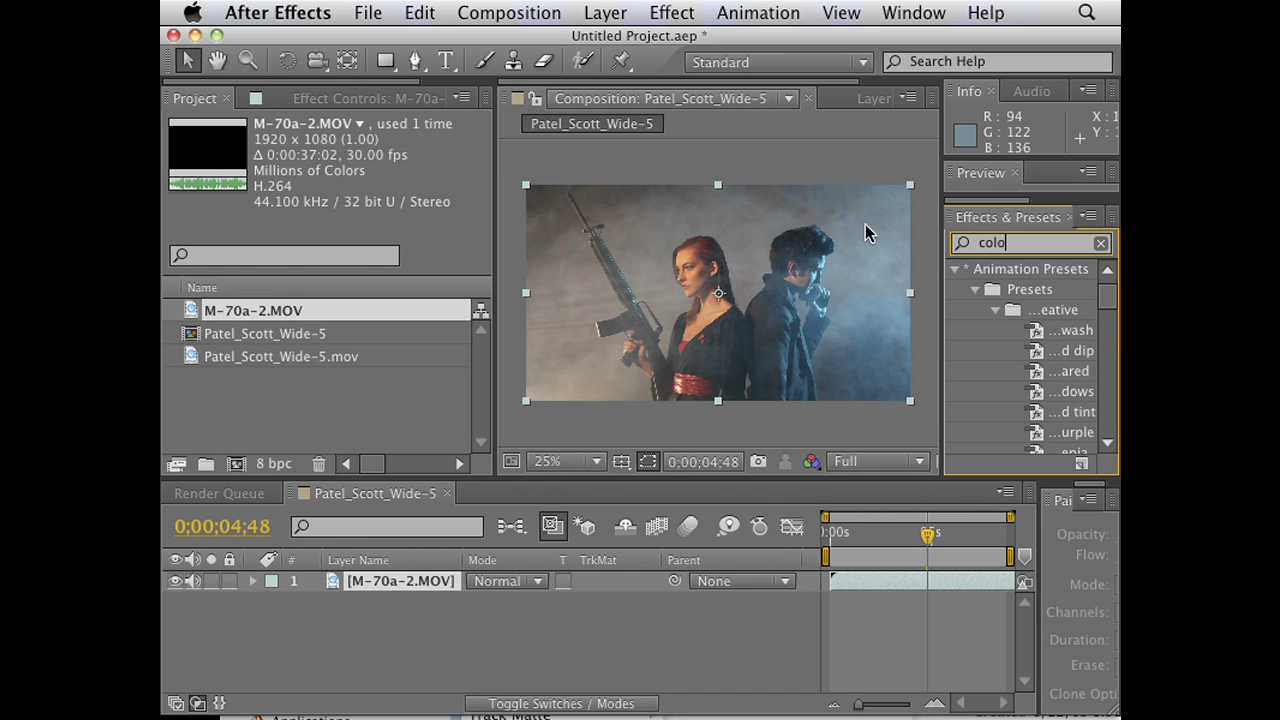 After Effects File Edit Composition Layer Effect Animation View Window Help
Untitled Project.aep *
Standard
Search Help
Project
Effect Controls: M-70a-
M-70a-2.MOV , used 1 time
1920 x 1080 (1.00)
Δ 0:00:37:02, 30.00 fps
Millions of Colors
H.264
44.100 kHz / 32 bit U / Stereo
Name
M-70a-2.MOV
Patel_Scott_Wide-5
Patel_Scott_Wide-5.mov
8 bpc
Composition: Patel_Scott_Wide-5
Layer
Patel_Scott_Wide-5
25%
0;00;04;48
Full
Info
Audio
R : 94
G : 122
B : 136
X : 1
Y :
Preview
Effects & Presets
colo
* Animation Presets
Presets
...eative
...wash
...d dip
...ared
...dows
...d tint
...urple
Render Queue
Patel_Scott_Wide-5
0;00;04;48
# Layer Name Mode T TrkMat Parent
1 [M-70a-2.MOV] Normal None
0:00s
Toggle Switches / Modes
Pai
Opacity:
Flow:
Mode:
Channels:
Duration:
Erase:
Clone Opti
Applications
Track Matte